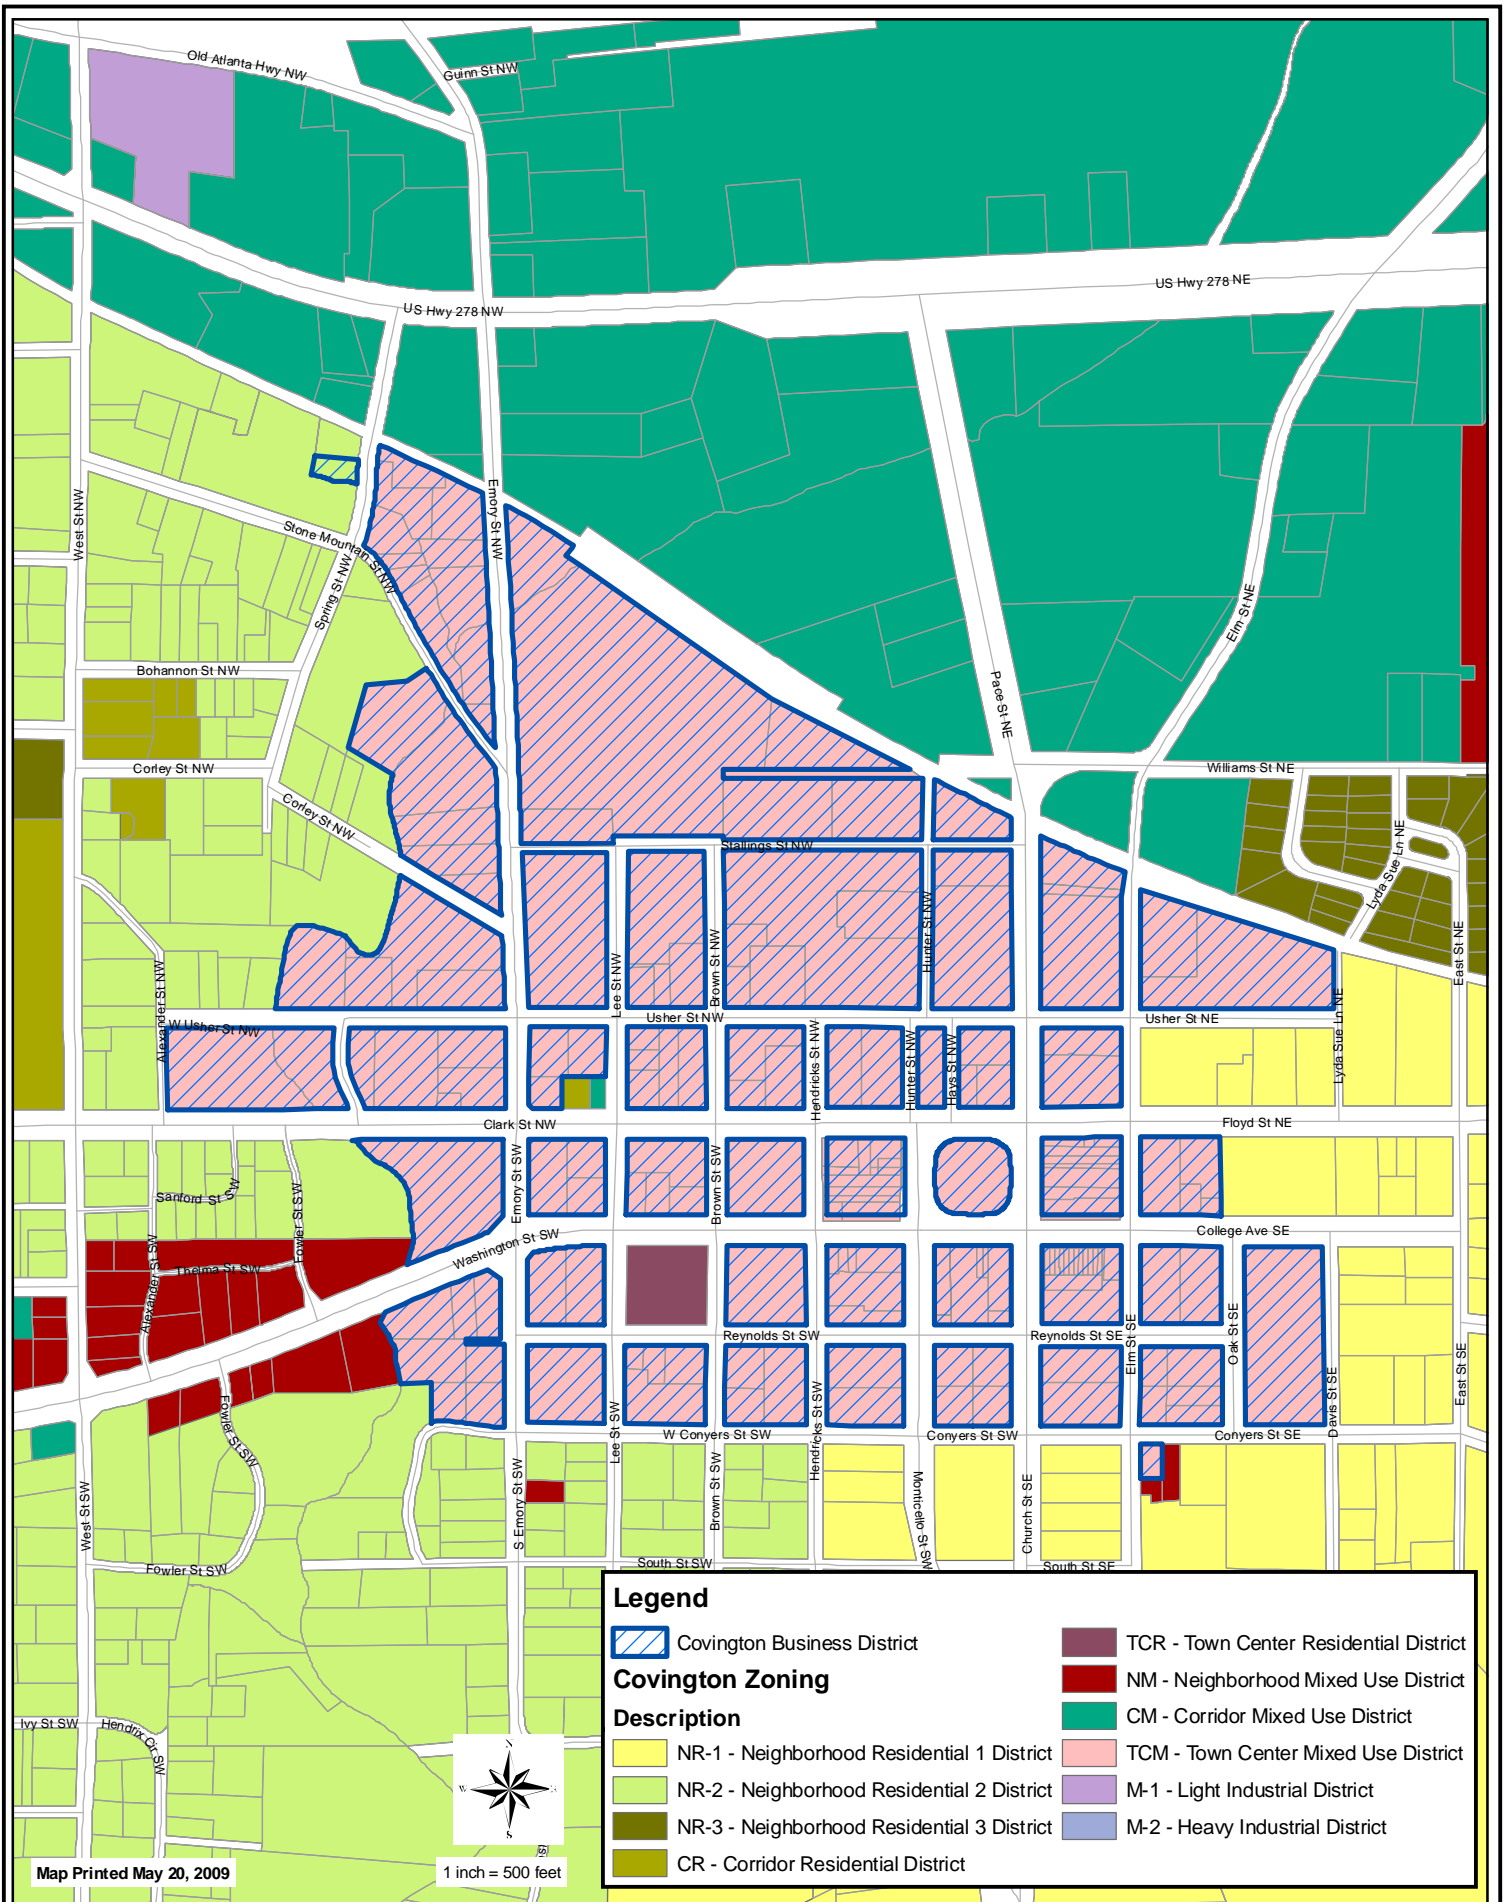 Old Atlanta Hwy NW
Guinn St NW
US Hwy 278 NE
US Hwy 278 NW
West St NW
Emory St NW
Stone Mountain St NW
Spring St NW
Elm St NE
Bohannon St NW
Pace St NE
Corley St NW
Williams St NE
Corley St NW
Stallings St NW
Lyda Sue Ln NE
Hunter St NW
East St NE
Brown St NW
Lee St NW
Alexander St NW
W Usher St NW
Usher St NW
Usher St NE
Lyda Sue Ln NE
Hendricks St NW
Hunter St NW
Hays St NW
Clark St NW
Floyd St NE
Sanford St SW
Fowler St SW
Emory St SW
Brown St SW
College Ave SE
Washington St SW
Thelma St SW
Alexander St SW
Reynolds St SW
Reynolds St SE
Elm St SE
Oak St SE
Davis St SE
East St SE
Fowler St SW
Lee St SW
W Conyers St SW
Hendricks St SW
Conyers St SW
Conyers St SE
West St SW
S Emory St SW
Brown St SW
Monticello St SW
Church St SE
Fowler St SW
South St SW
South St SE
Ivy St SW
Hendrix Cir SW
N
W
E
S
Map Printed May 20, 2009
1 inch = 500 feet
Legend
Covington Business District
Covington Zoning
Description
NR-1 - Neighborhood Residential 1 District
NR-2 - Neighborhood Residential 2 District
NR-3 - Neighborhood Residential 3 District
CR - Corridor Residential District
TCR - Town Center Residential District
NM - Neighborhood Mixed Use District
CM - Corridor Mixed Use District
TCM - Town Center Mixed Use District
M-1 - Light Industrial District
M-2 - Heavy Industrial District